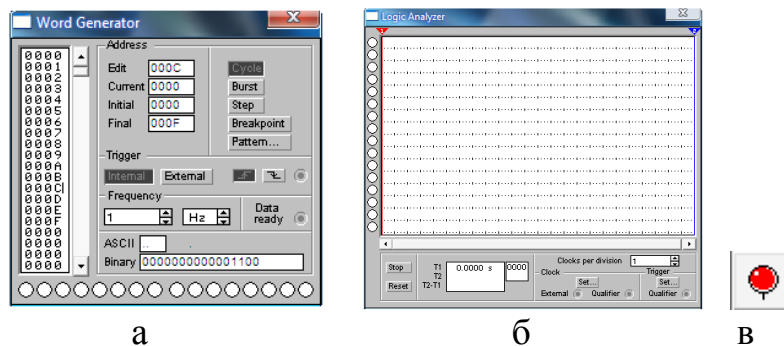 Word Generator
0000
0001
0002
0003
0004
0005
0006
0007
0008
0009
000A
000B
000C
000D
000E
000F
0000
0000
0000
0000
Address
Edit 000C
Current 0000
Initial 0000
Final 000F
Cycle
Burst
Step
Breakpoint
Pattern...
Trigger
Internal External
Frequency
1 Hz
Data ready
ASCII ..
Binary 0000000000001100
а
Logic Analyzer
1 2
Stop
Reset
T1 0.0000 s 0000
T2
T2-T1
Clocks per division 1
Clock
Set...
External Qualifier
Trigger
Set...
Qualifier
б
в